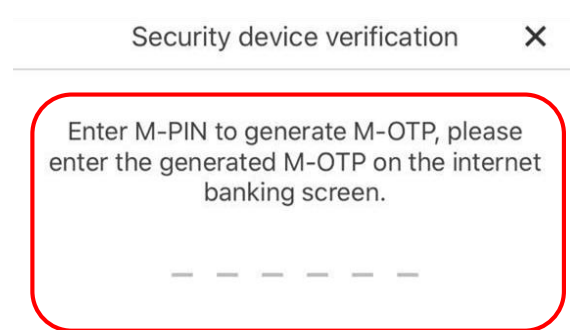 Security device verification
Enter M-PIN to generate M-OTP, please
enter the generated M-OTP on the internet
banking screen.